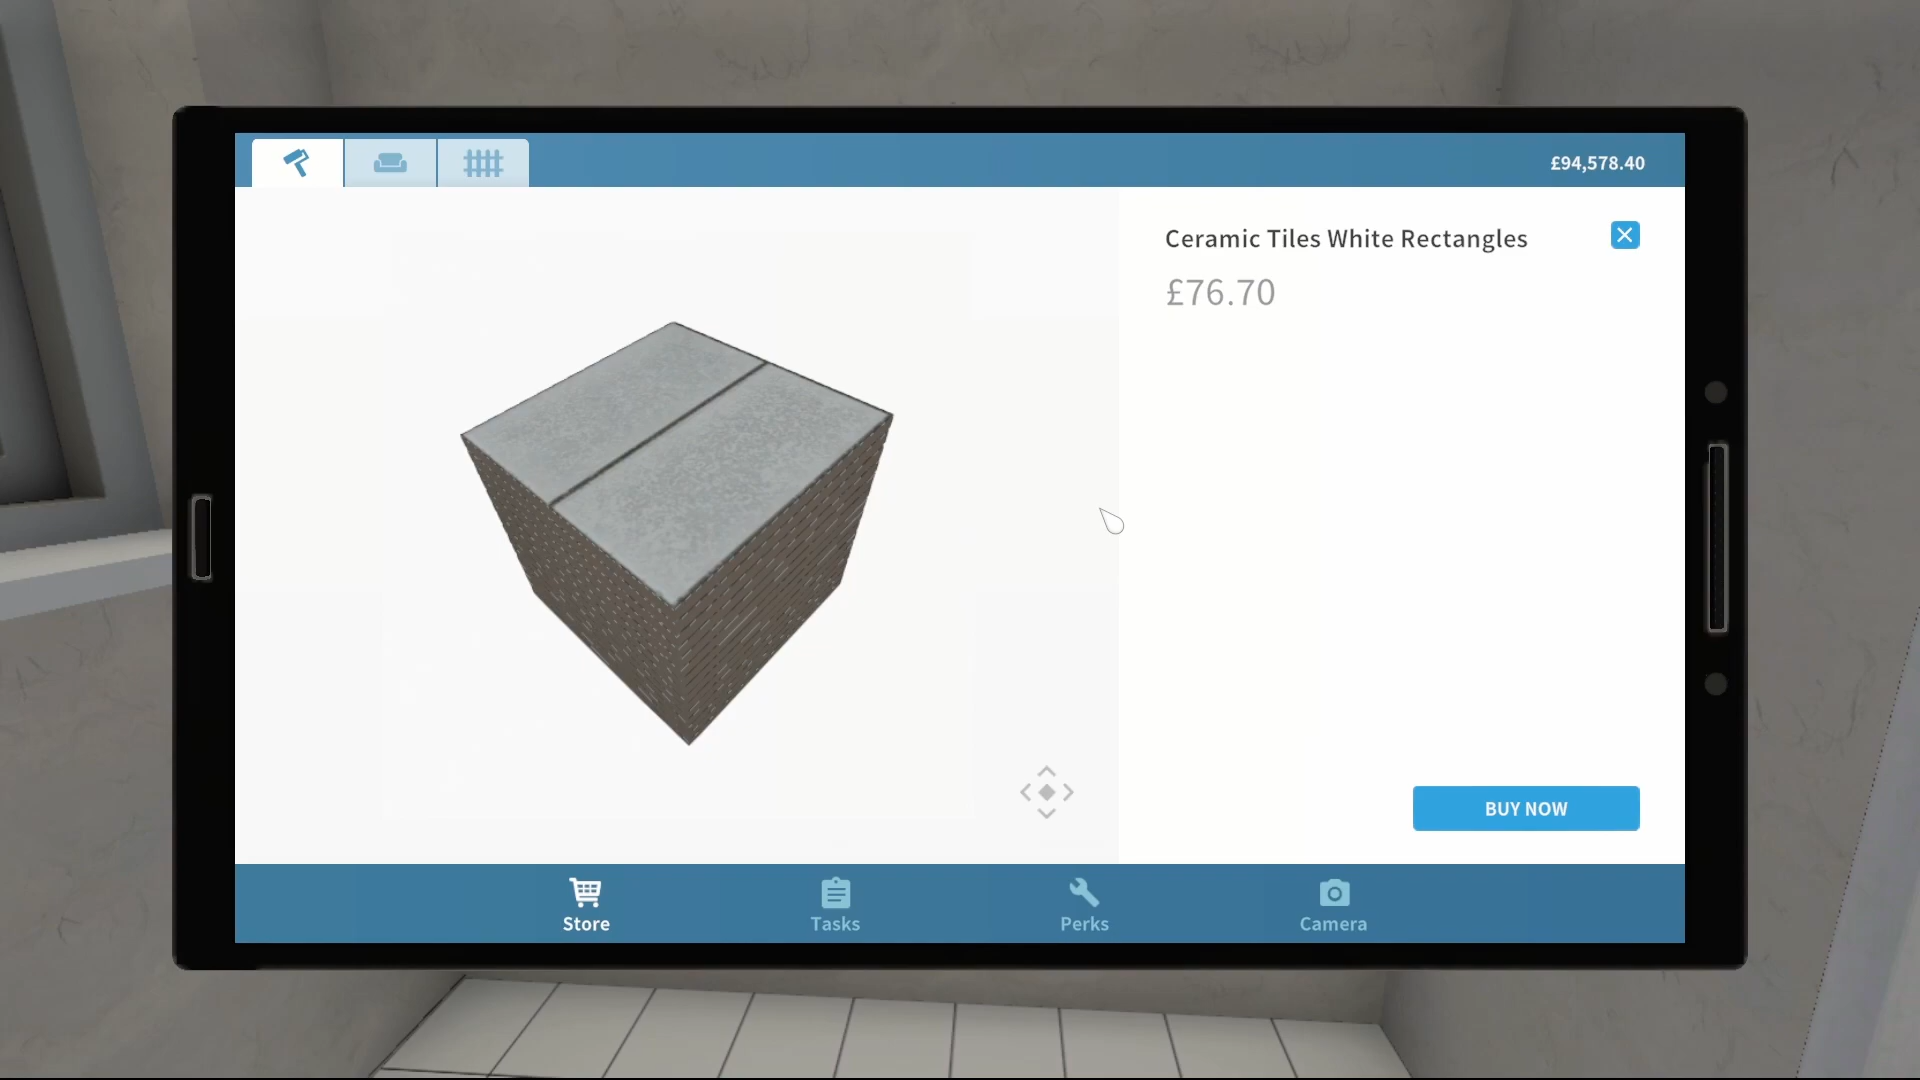 £94,578.40
Ceramic Tiles White Rectangles
£76.70
BUY NOW
Store
Tasks
Perks
Camera